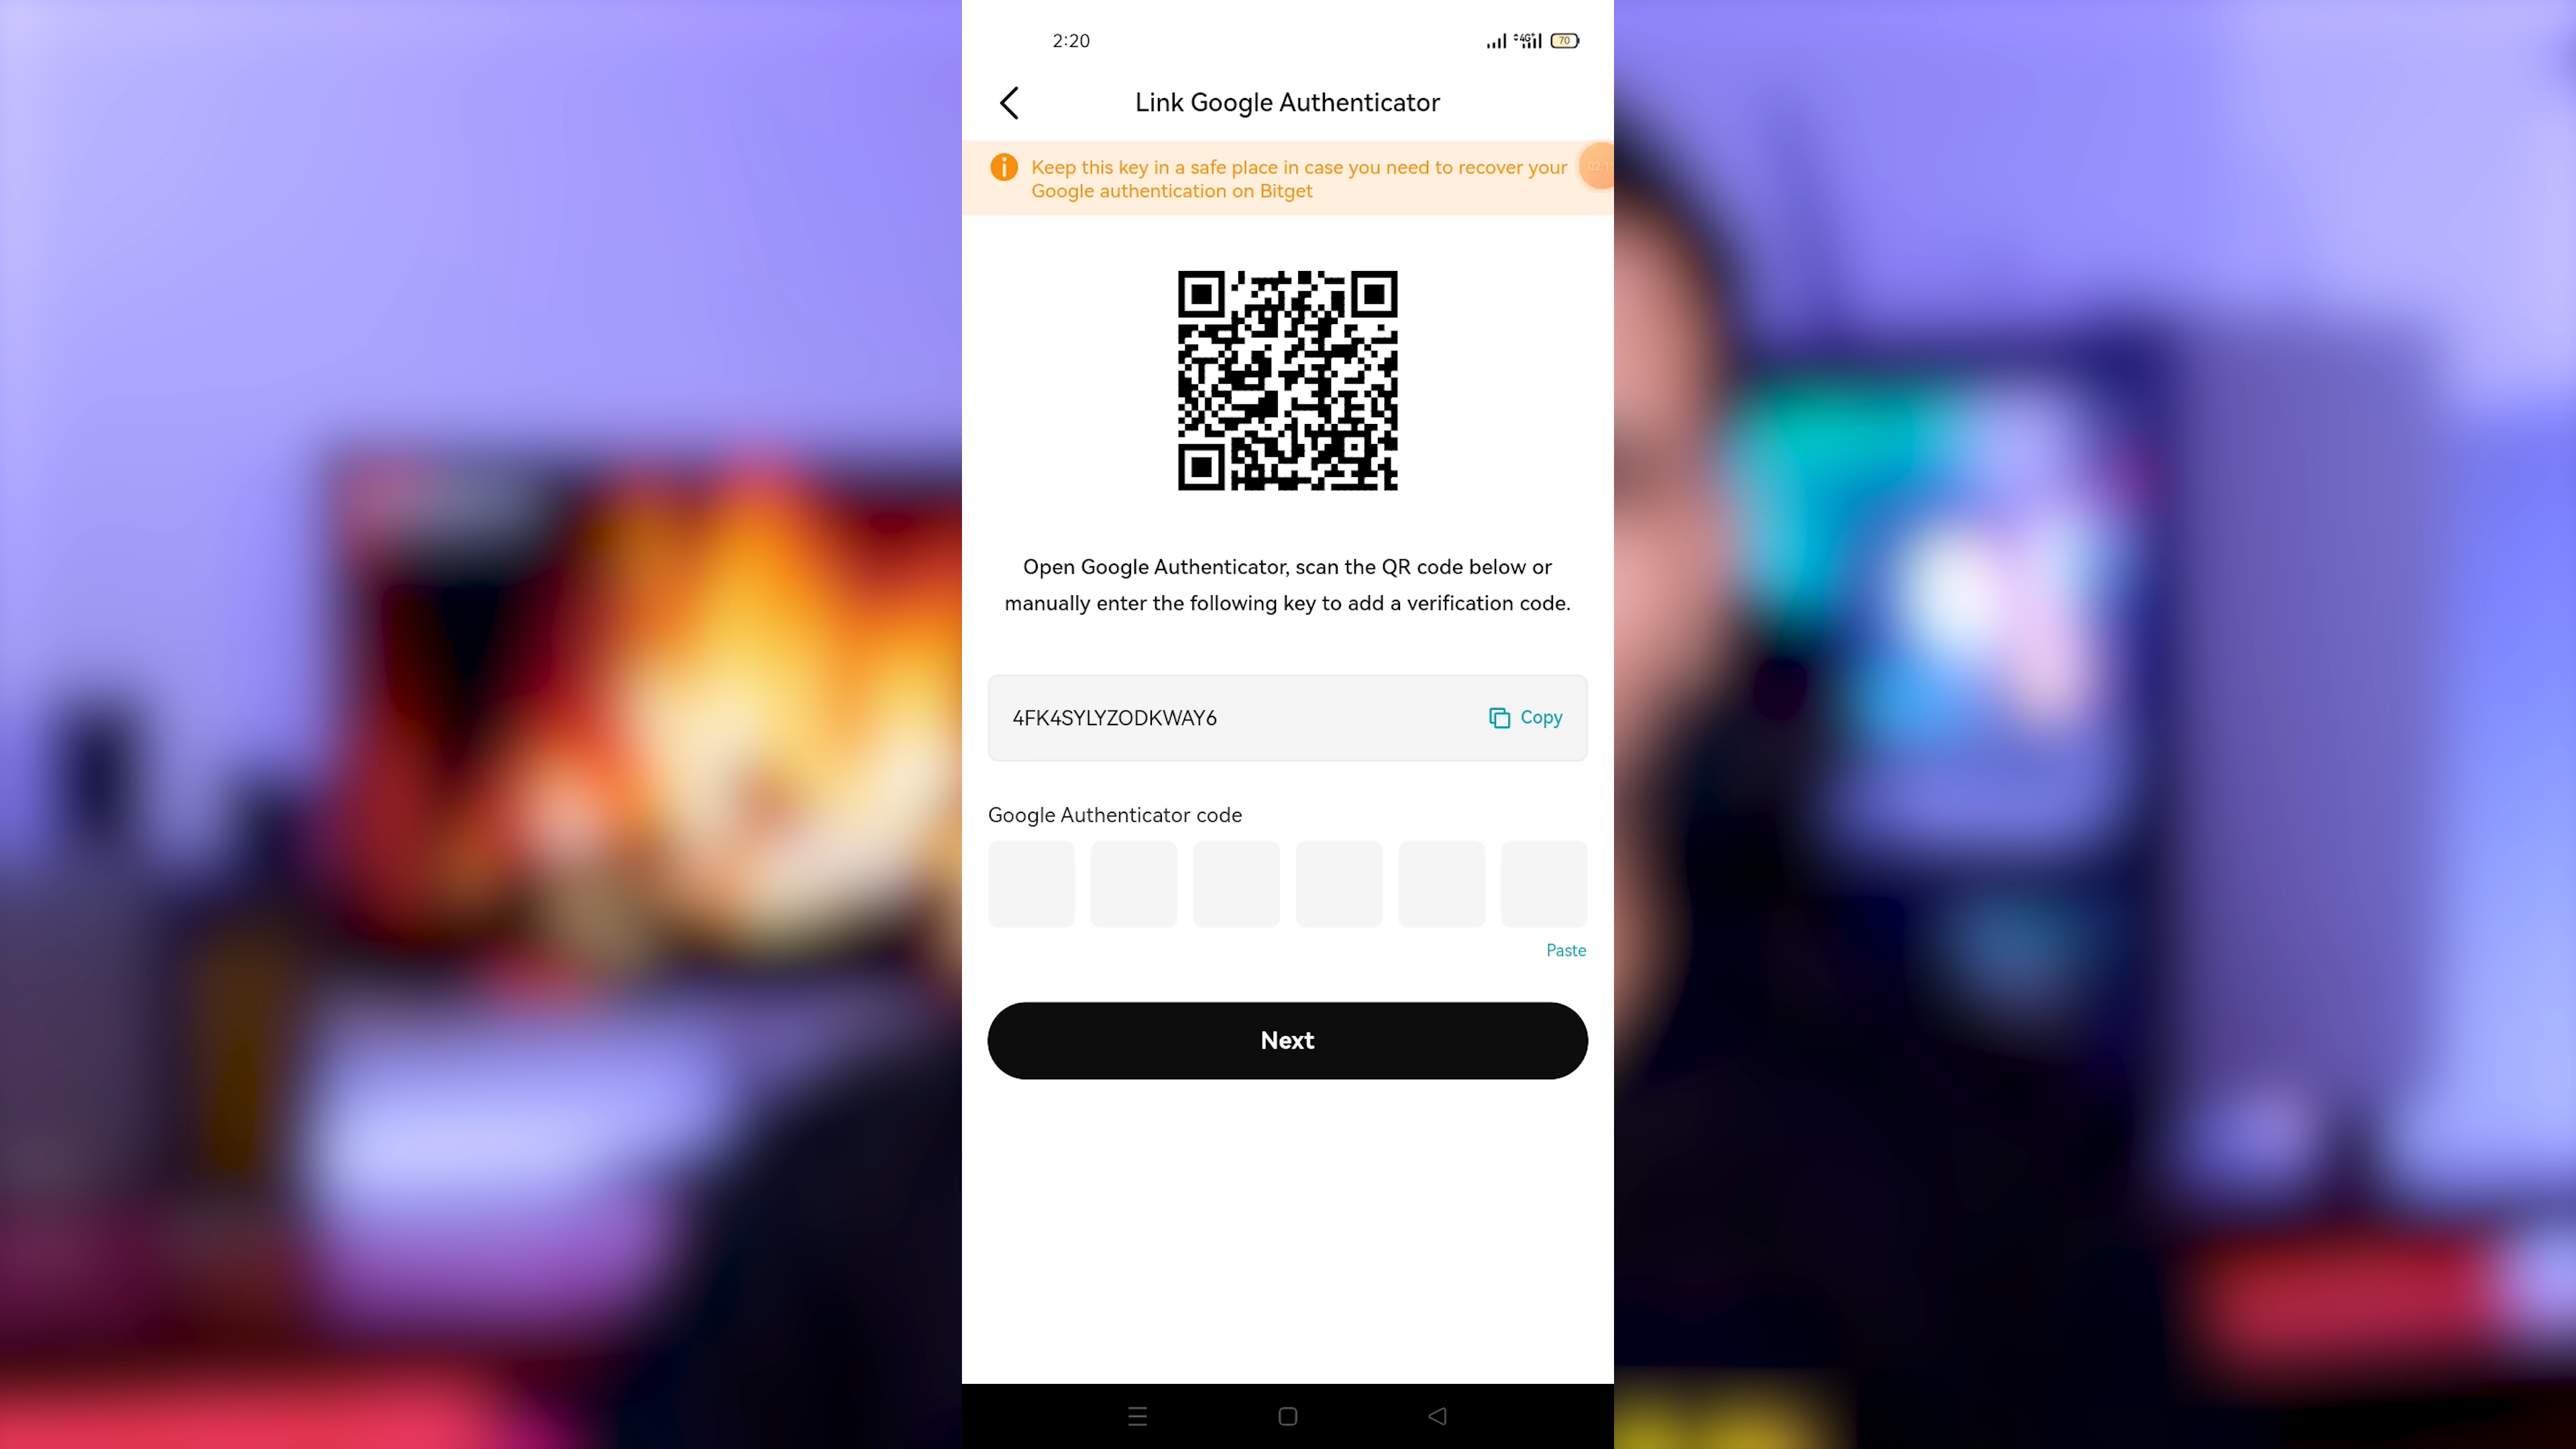 2:20
4G+
70
Link Google Authenticator
Keep this key in a safe place in case you need to recover your
Google authentication on Bitget
Open Google Authenticator, scan the QR code below or
manually enter the following key to add a verification code.
4FK4SYLYZODKWAY6
Copy
Google Authenticator code
Paste
Next